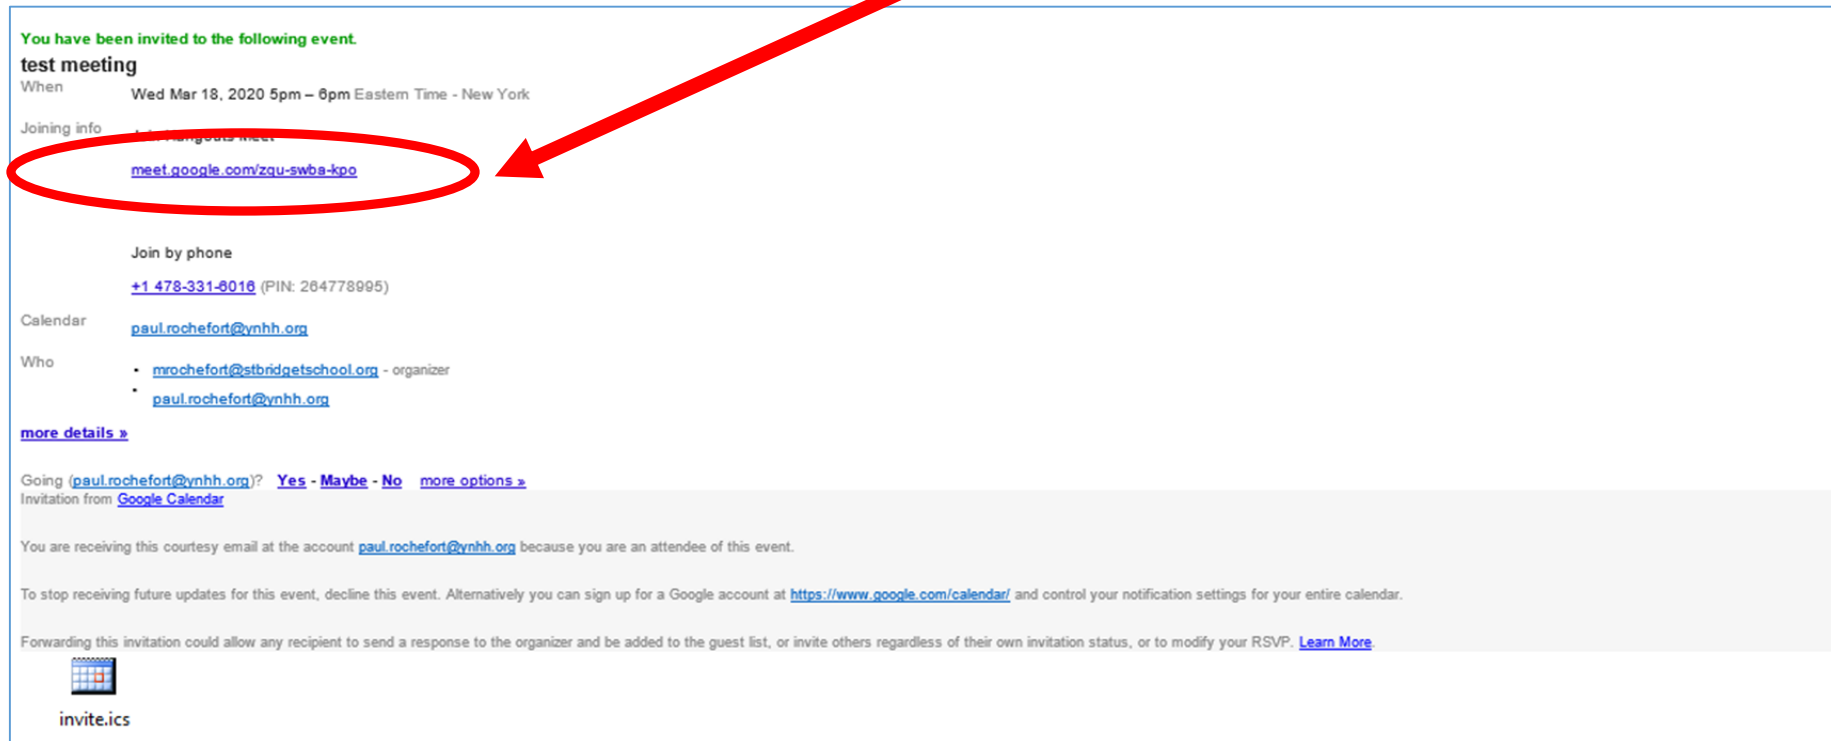 You have been invited to the following event.
test meeting
When
Wed Mar 18, 2020 5pm – 6pm Eastern Time - New York
Joining info
Meet
meet.google.com/zqu-swba-kpo
Join by phone
+1 478-331-6016 (PIN: 264778995)
Calendar
paul.rochefort@ynhh.org
Who
• mrochefort@stbridgetschool.org - organizer
• paul.rochefort@ynhh.org
more details »
Going (paul.rochefort@ynhh.org)? Yes - Maybe - No more options »
Invitation from Google Calendar
You are receiving this courtesy email at the account paul.rochefort@ynhh.org because you are an attendee of this event.
To stop receiving future updates for this event, decline this event. Alternatively you can sign up for a Google account at https://www.google.com/calendar/ and control your notification settings for your entire calendar.
Forwarding this invitation could allow any recipient to send a response to the organizer and be added to the guest list, or invite others regardless of their own invitation status, or to modify your RSVP. Learn More.
invite.ics